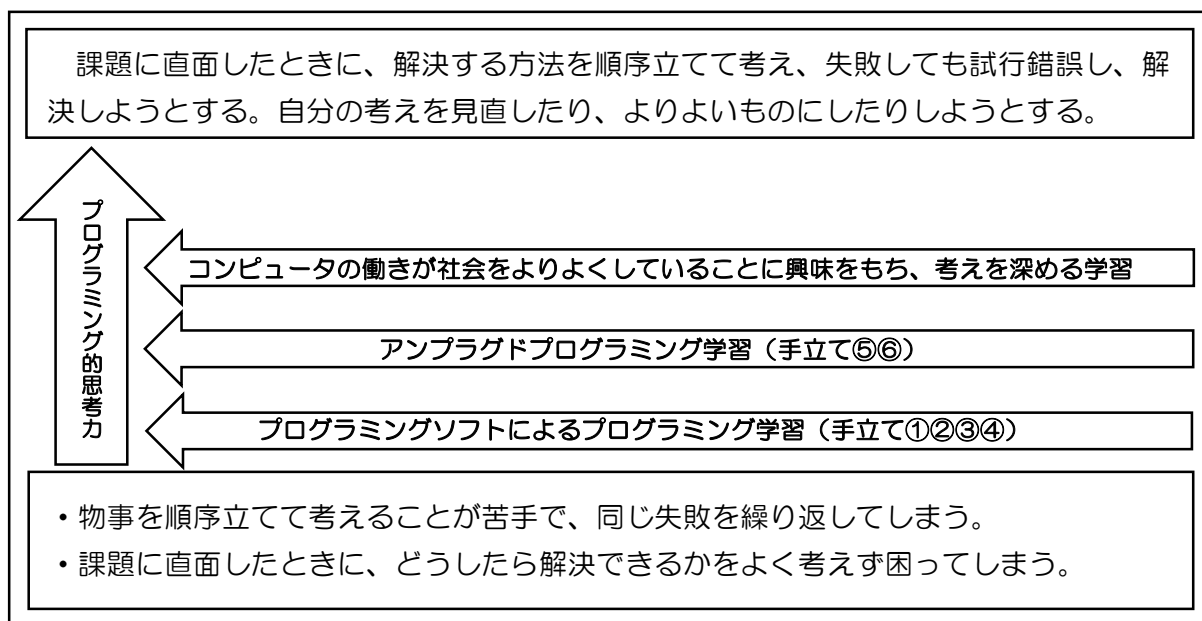 課題に直面したときに、解決する方法を順序立てて考え、失敗しても試行錯誤し、解
決しようとする。自分の考えを見直したり、よりよいものにしたりしようとする。
プログラミング的思考力
コンピュータの働きが社会をよりよくしていることに興味をもち、考えを深める学習
アンプラグドプログラミング学習（手立て⑤⑥）
プログラミングソフトによるプログラミング学習（手立て①②③④）
・物事を順序立てて考えることが苦手で、同じ失敗を繰り返してしまう。
・課題に直面したときに、どうしたら解決できるかをよく考えず困ってしまう。